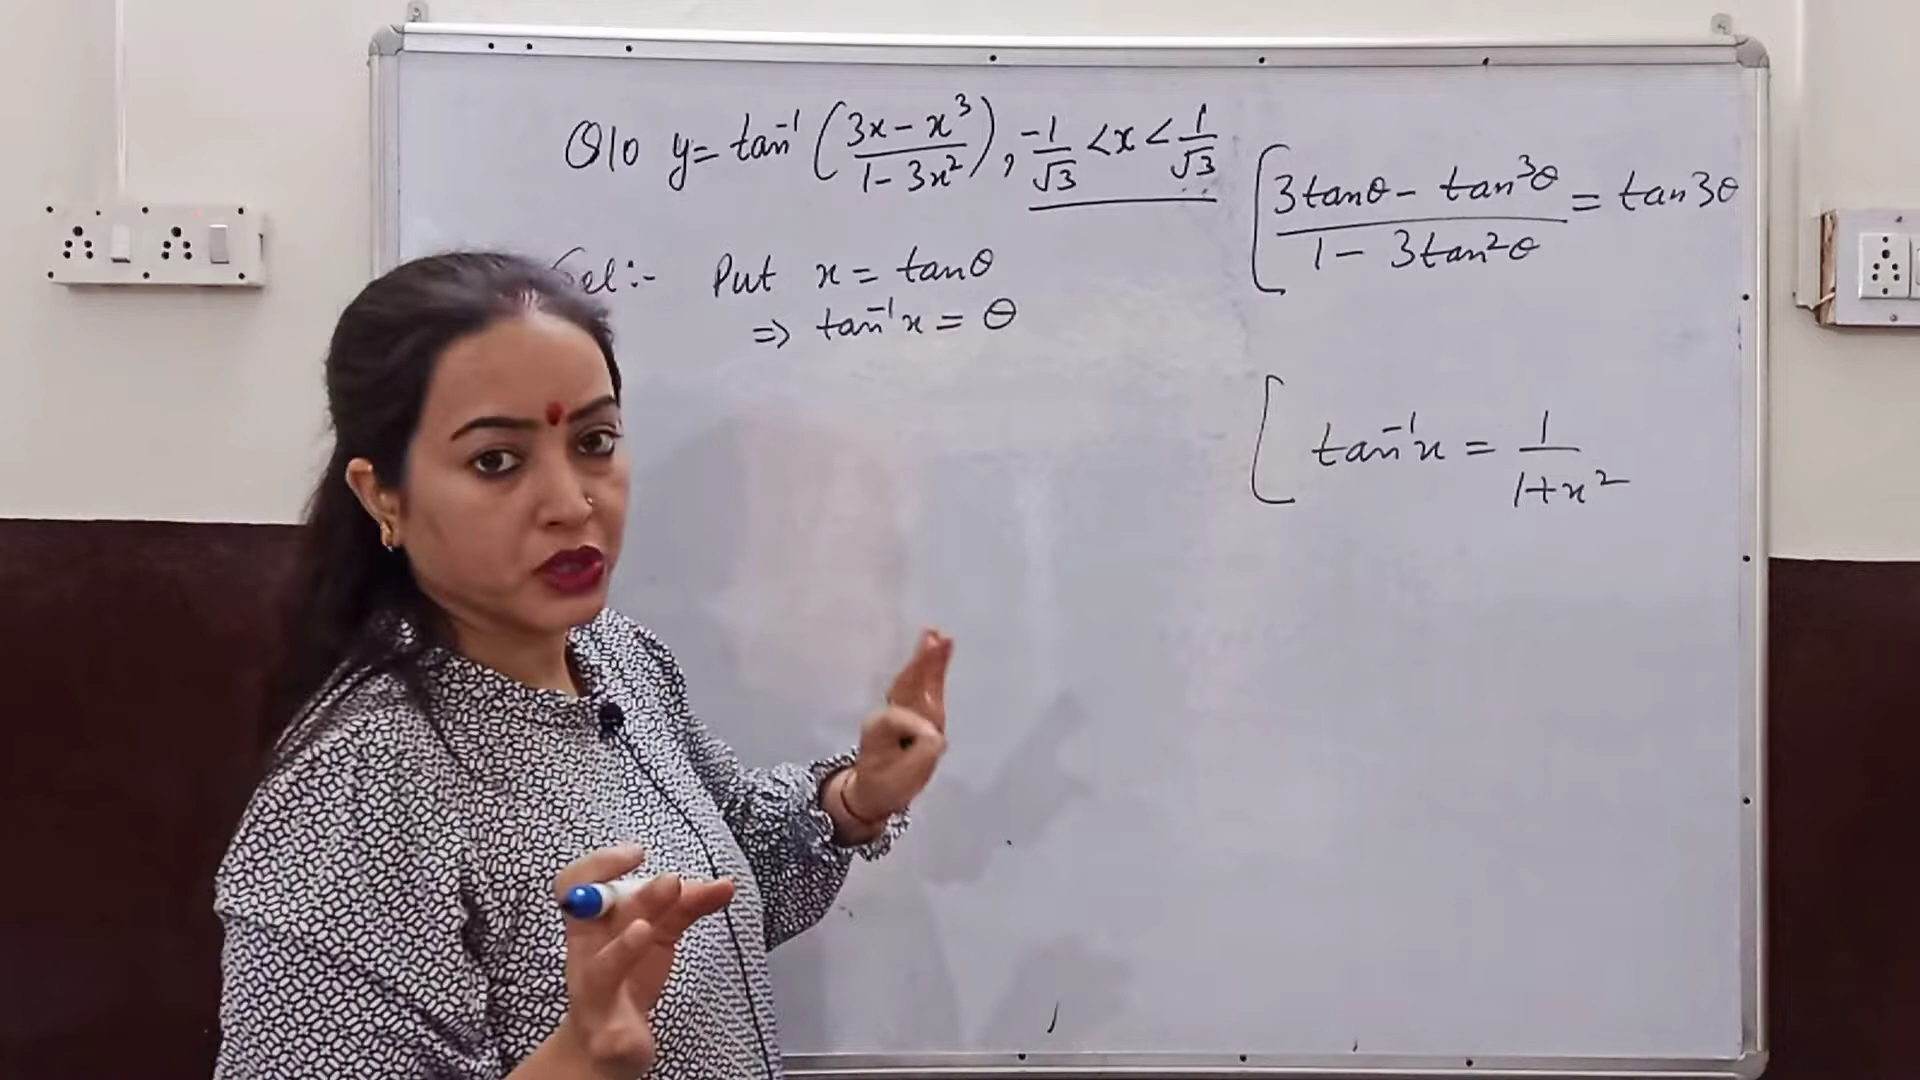 Q10 y = tan⁻¹ ( (3x - x³) / (1 - 3x²) ), -1/√3 < x < 1/√3
Sol:- Put x = tanθ
⇒ tan⁻¹x = θ
[ (3tanθ - tan³θ) / (1 - 3tan²θ) = tan3θ
[ tan⁻¹x = 1 / (1+x²)